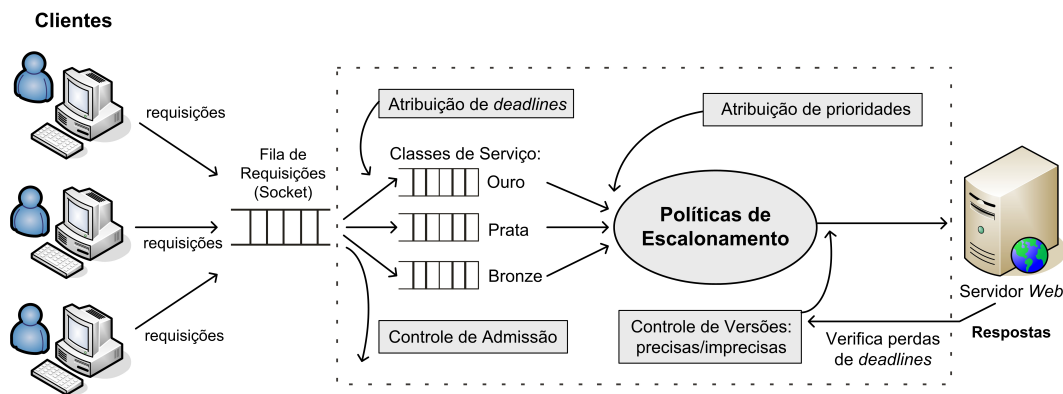 Clientes
requisições
requisições
requisições
Fila de
Requisições
(Socket)
Atribuição de deadlines
Classes de Serviço:
Ouro
Prata
Bronze
Controle de Admissão
Atribuição de prioridades
Políticas de
Escalonamento
Controle de Versões:
precisas/imprecisas
Verifica perdas
de deadlines
Servidor Web
Respostas